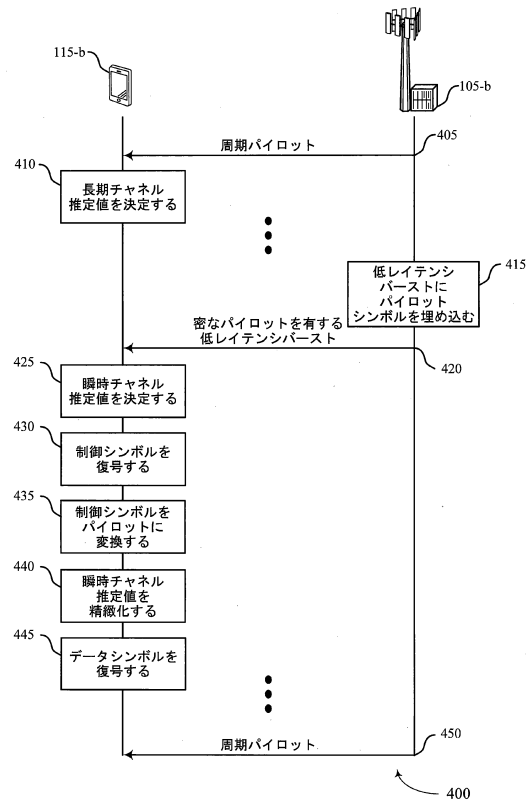 115-b
105-b
周期パイロット
405
410
長期チャネル
推定値を決定する
415
低レイテンシ
バーストに
パイロット
シンボルを埋め込む
密なパイロットを有する
低レイテンシバースト
420
425
瞬時チャネル
推定値を決定する
430
制御シンボルを
復号する
435
制御シンボルを
パイロットに
変換する
440
瞬時チャネル
推定値を
精緻化する
445
データシンボルを
復号する
周期パイロット
450
400